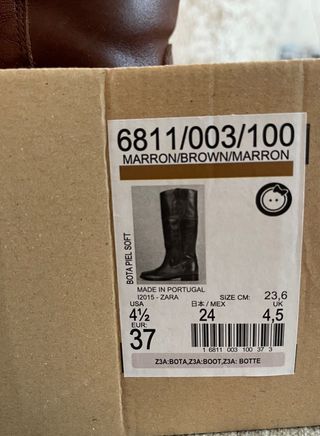 6811/003/100
MARRON/BROWN/MARRON
BOTA PIEL SOFT
MADE IN PORTUGAL
I2015 - ZARA
SIZE CM: 23,6
USA 日本 / MEX UK
4½ 24 4,5
EUR:
37
1 6811 003 100 37 3
Z3A:BOTA,Z3A:BOOT,Z3A: BOTTE